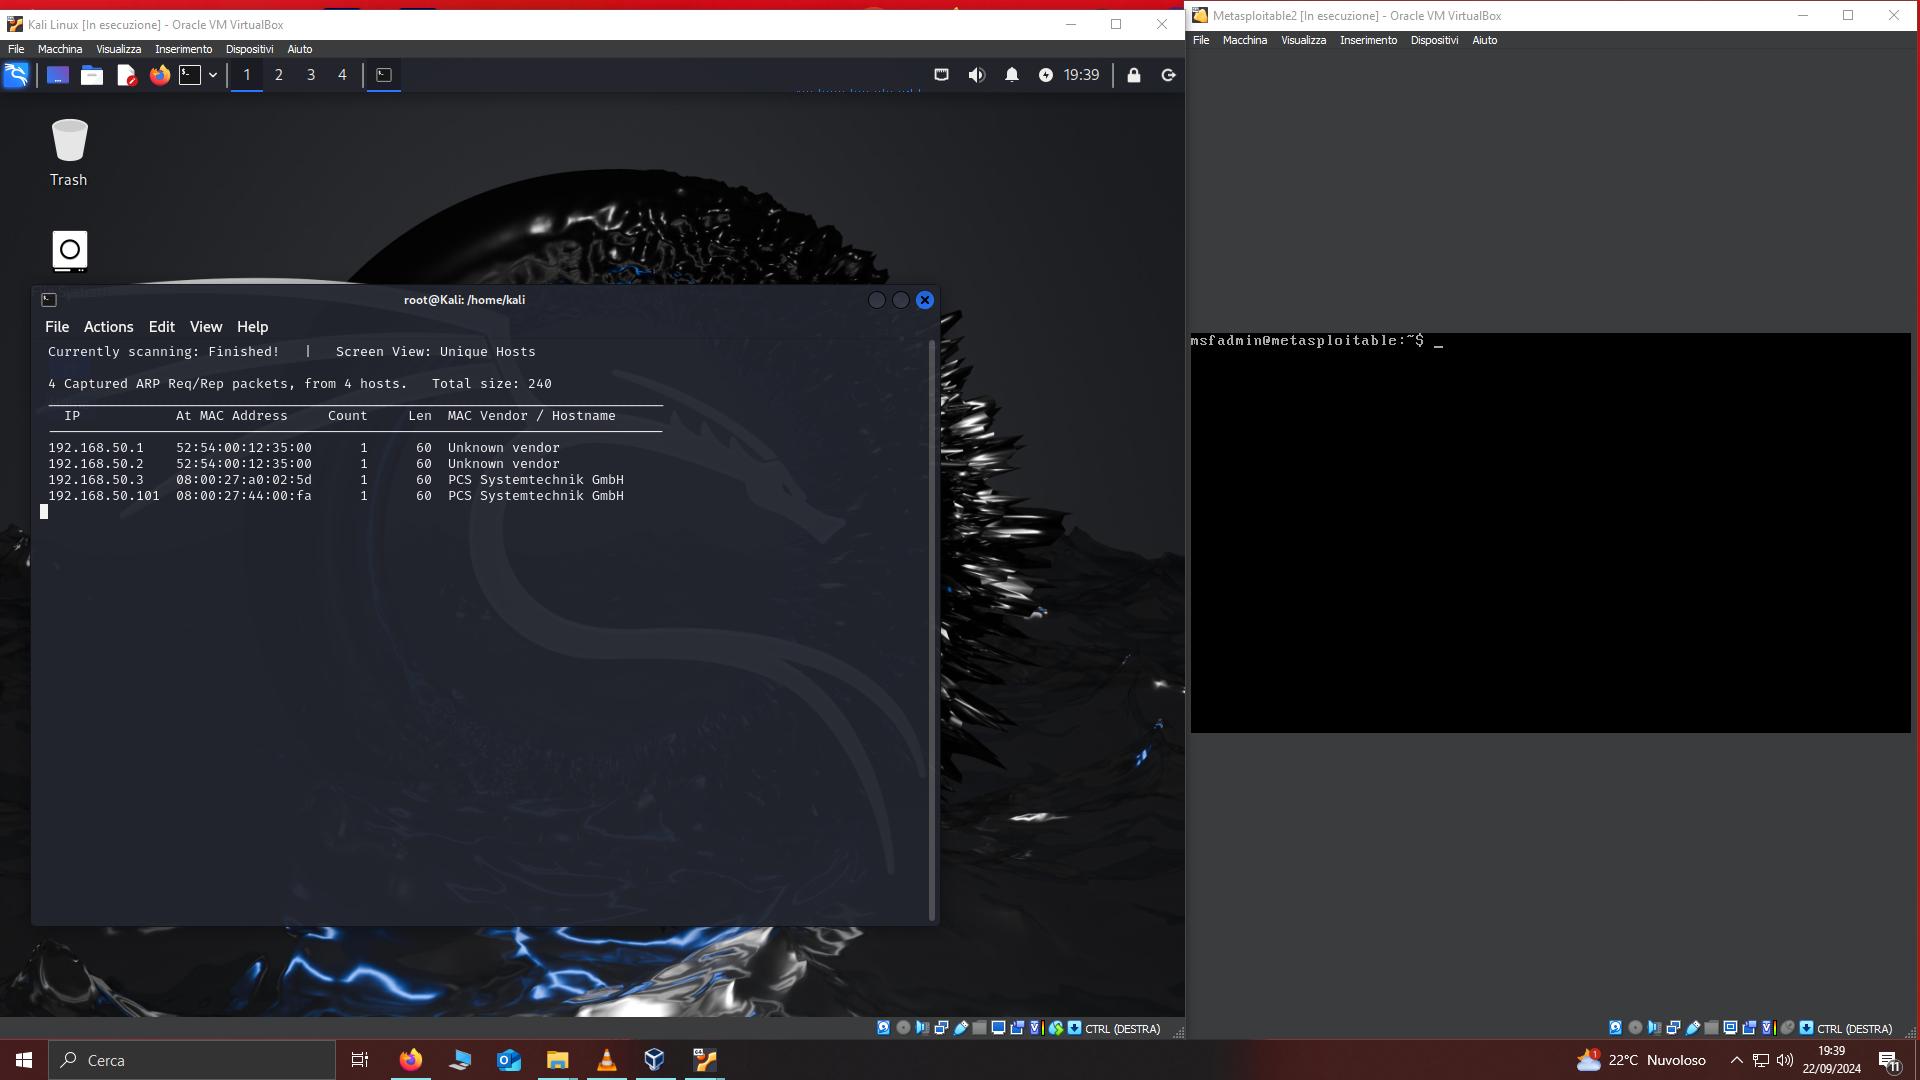 Kali Linux [In esecuzione] - Oracle VM VirtualBox
File Macchina Visualizza Inserimento Dispositivi Aiuto
1 2 3 4
19:39
Trash
root@Kali: /home/kali
File Actions Edit View Help
Currently scanning: Finished! | Screen View: Unique Hosts
4 Captured ARP Req/Rep packets, from 4 hosts. Total size: 240
IP At MAC Address Count Len MAC Vendor / Hostname
192.168.50.1 52:54:00:12:35:00 1 60 Unknown vendor
192.168.50.2 52:54:00:12:35:00 1 60 Unknown vendor
192.168.50.3 08:00:27:a0:02:5d 1 60 PCS Systemtechnik GmbH
192.168.50.101 08:00:27:44:00:fa 1 60 PCS Systemtechnik GmbH
CTRL (DESTRA)
Metasploitable2 [In esecuzione] - Oracle VM VirtualBox
File Macchina Visualizza Inserimento Dispositivi Aiuto
msfadmin@metasploitable:~$ _
CTRL (DESTRA)
Cerca
1
22°C Nuvoloso
19:39
22/09/2024
11